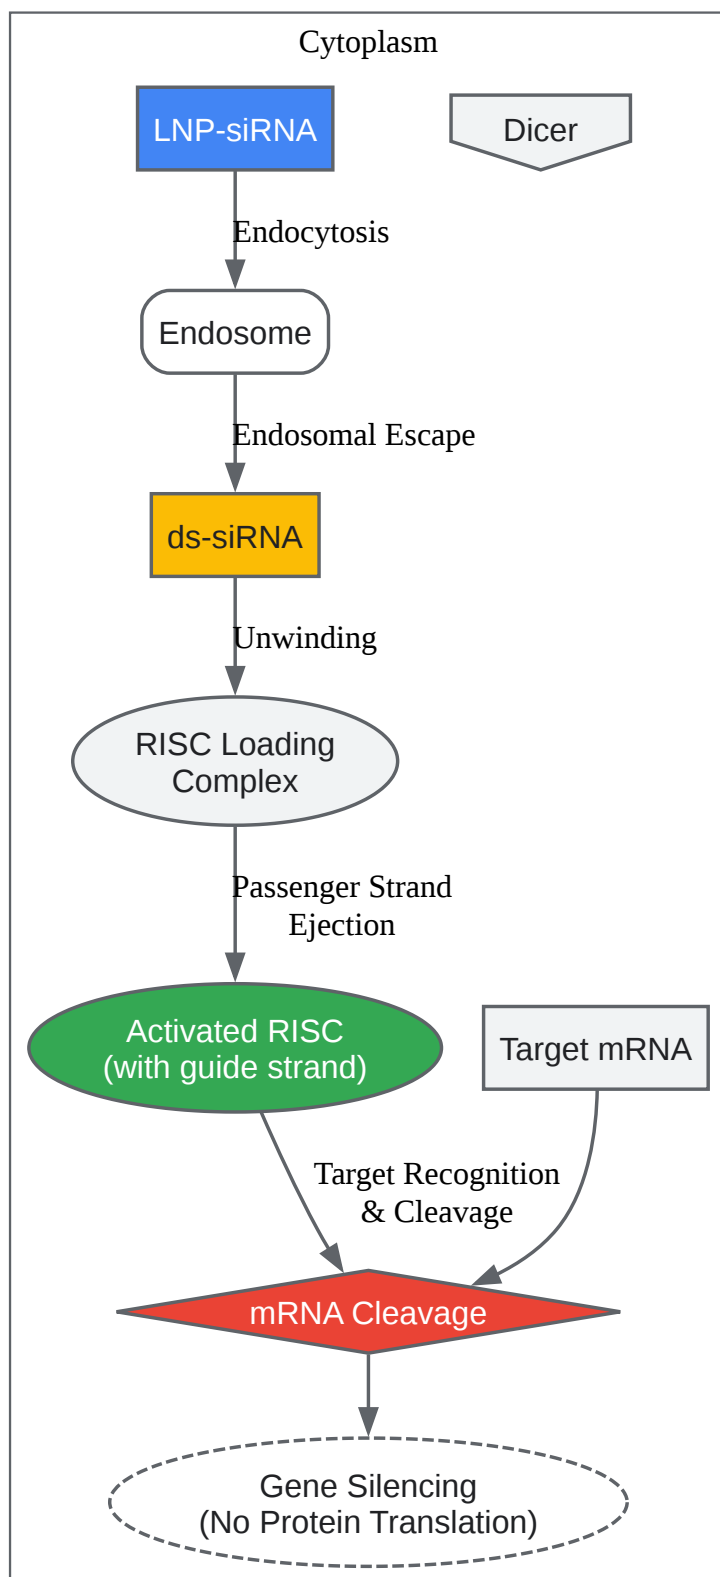 Cytoplasm
LNP-siRNA
Dicer
Endocytosis
Endosome
Endosomal Escape
ds-siRNA
Unwinding
RISC Loading
Complex
Passenger Strand
Ejection
Activated RISC
(with guide strand)
Target mRNA
Target Recognition
& Cleavage
mRNA Cleavage
Gene Silencing
(No Protein Translation)